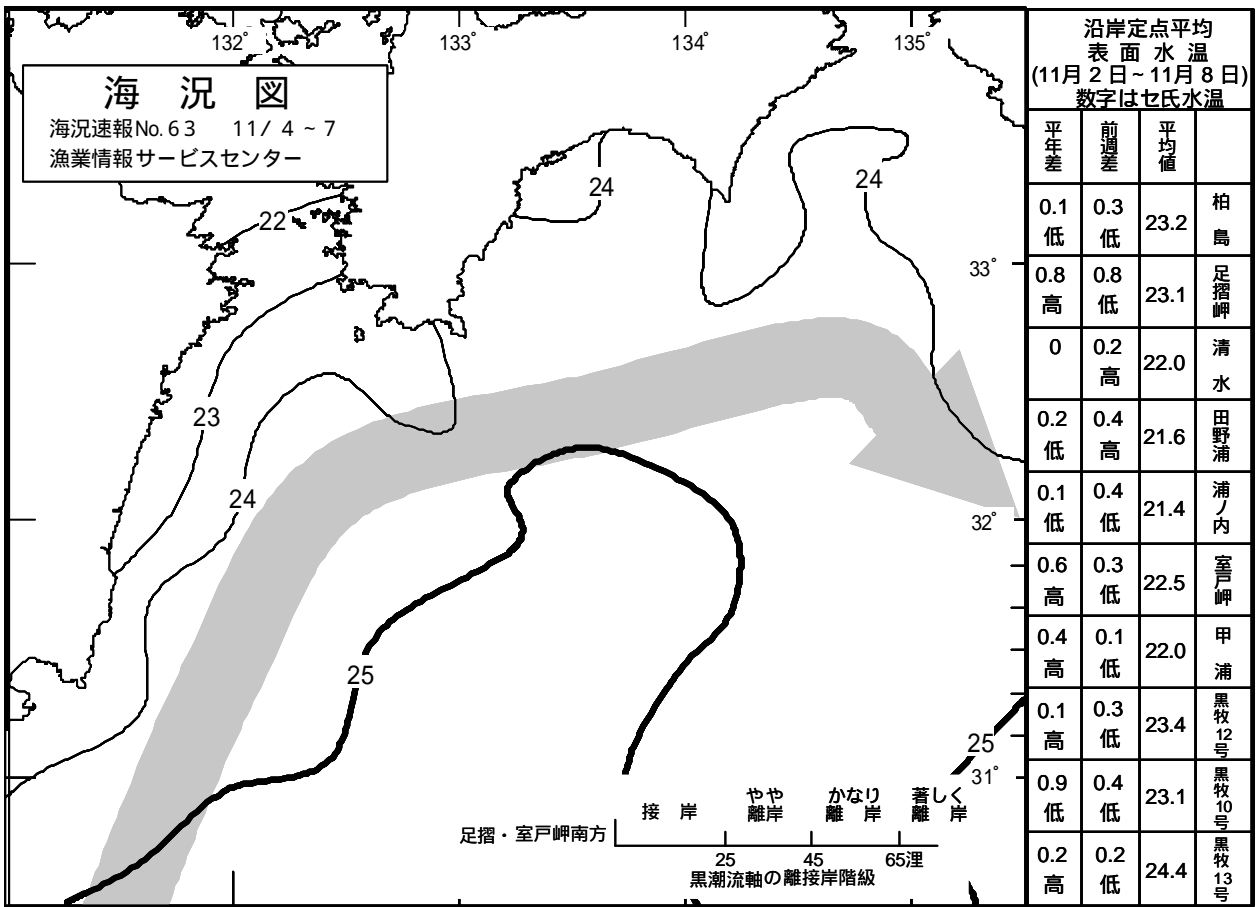 132°
133°
134°
135°
海 況 図
海況速報No.63 11/ 4 ~ 7
漁業情報サービスセンター
24
24
22
33°
23
24
32°
25
25
31°
接 岸
やや
離岸
かなり
離 岸
著しく
離 岸
足摺・室戸岬南方
25
45
65浬
黒潮流軸の離接岸階級
沿岸定点平均
表 面 水 温
(11月 2 日~ 11月 8 日)
数字はセ氏水温
平年差 前週差 平均値
0.1低 0.3低 23.2 柏島
0.8高 0.8低 23.1 足摺岬
0 0.2高 22.0 清水
0.2低 0.4高 21.6 田野浦
0.1低 0.4低 21.4 浦ノ内
0.6高 0.3低 22.5 室戸岬
0.4高 0.1低 22.0 甲浦
0.1高 0.3低 23.4 黒牧12号
0.9低 0.4低 23.1 黒牧10号
0.2高 0.2低 24.4 黒牧13号